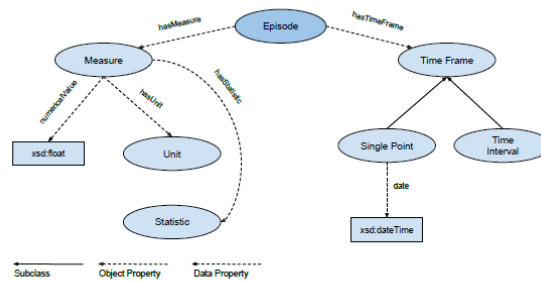 Episode
hasMeasure
hasTimeFrame
Measure
Time Frame
numericalValue
hasUnit
hasStatistic
xsd:float
Unit
Single Point
Time
Interval
date
Statistic
xsd:dateTime
Subclass
Object Property
Data Property